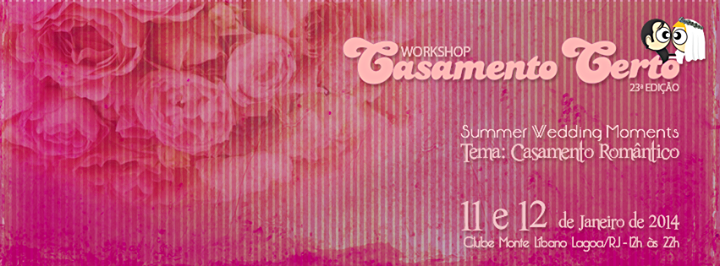 WORKSHOP
Casamento Certo
23ª EDIÇÃO
Summer Wedding Moments
Tema: Casamento Romântico
11 e 12 de Janeiro de 2014
Clube Monte Líbano Lagoa/RJ - 12h às 22h